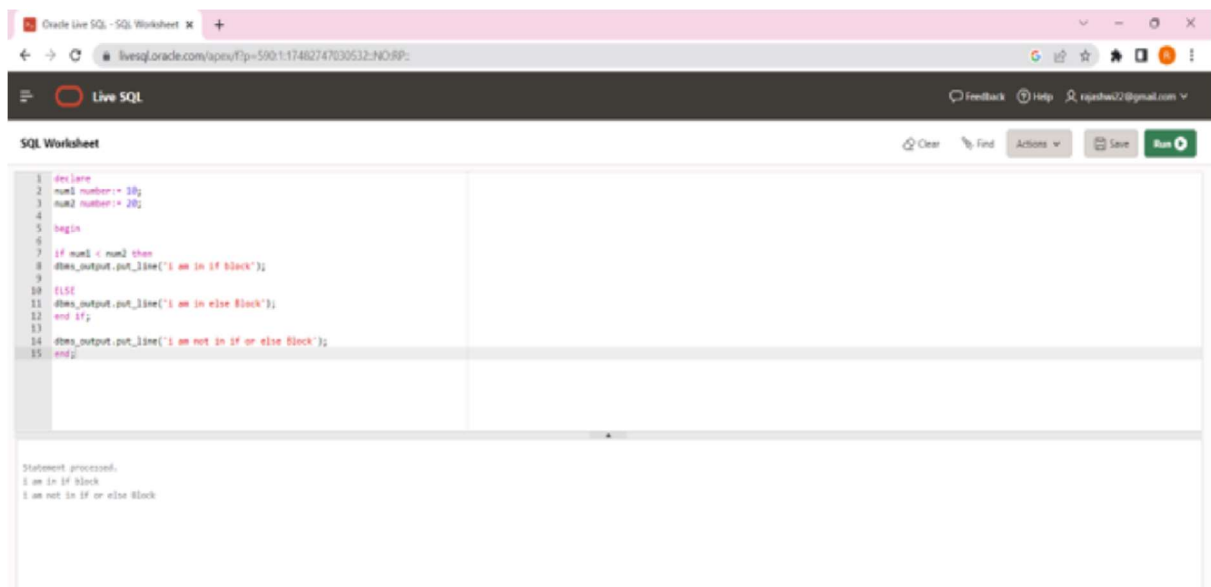 Oracle Live SQL - SQL Worksheet
livesql.oracle.com/apex/f?p=590:1:17482747030532::NO:RP::
Live SQL
Feedback Help rajashwi22@gmail.com
SQL Worksheet
Clear Find Actions Save Run
1 declare
2 num1 number:= 10;
3 num2 number:= 20;
4
5 begin
6
7 if num1 < num2 then
8 dbms_output.put_line('i am in if block');
9
10 ELSE
11 dbms_output.put_line('i am in else Block');
12 end if;
13
14 dbms_output.put_line('i am not in if or else Block');
15 end;
Statement processed.
i am in if block
i am not in if or else Block